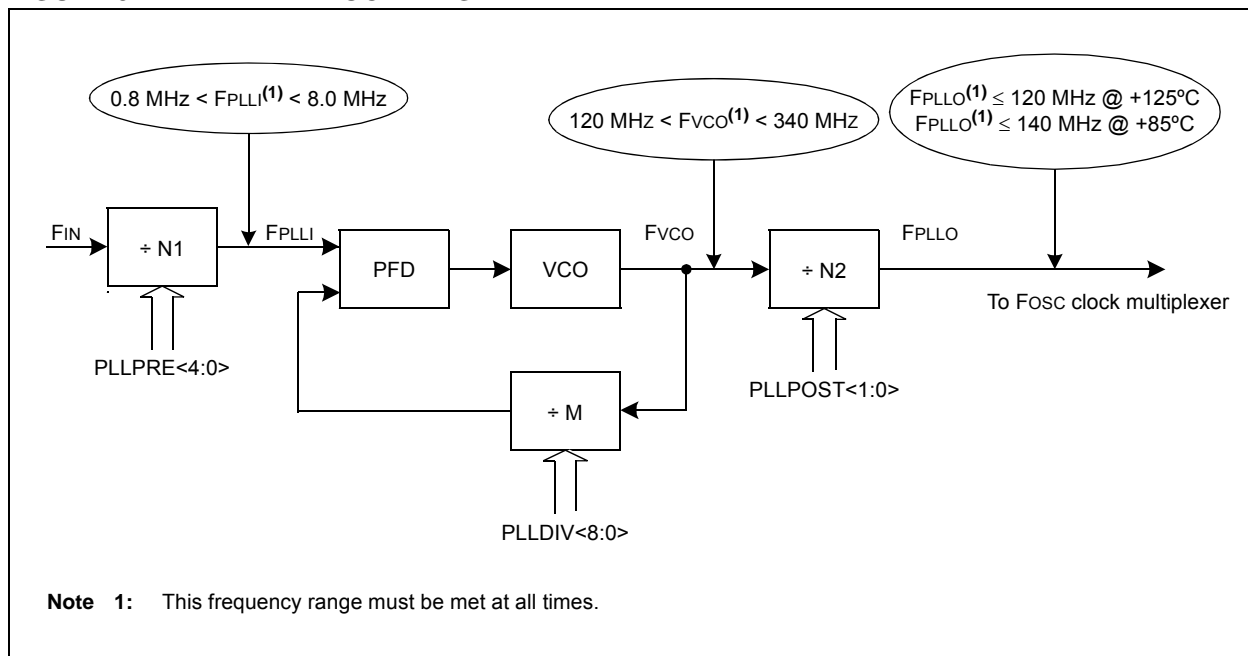 0.8 MHz < FPLLI(1) < 8.0 MHz
120 MHz < FVCO(1) < 340 MHz
FPLLO(1) ≤ 120 MHz @ +125ºC
FPLLO(1) ≤ 140 MHz @ +85ºC
FIN
÷ N1
FPLLI
PFD
VCO
FVCO
÷ N2
FPLLO
To FOSC clock multiplexer
PLLPRE<4:0>
÷ M
PLLPOST<1:0>
PLLDIV<8:0>
Note 1: This frequency range must be met at all times.